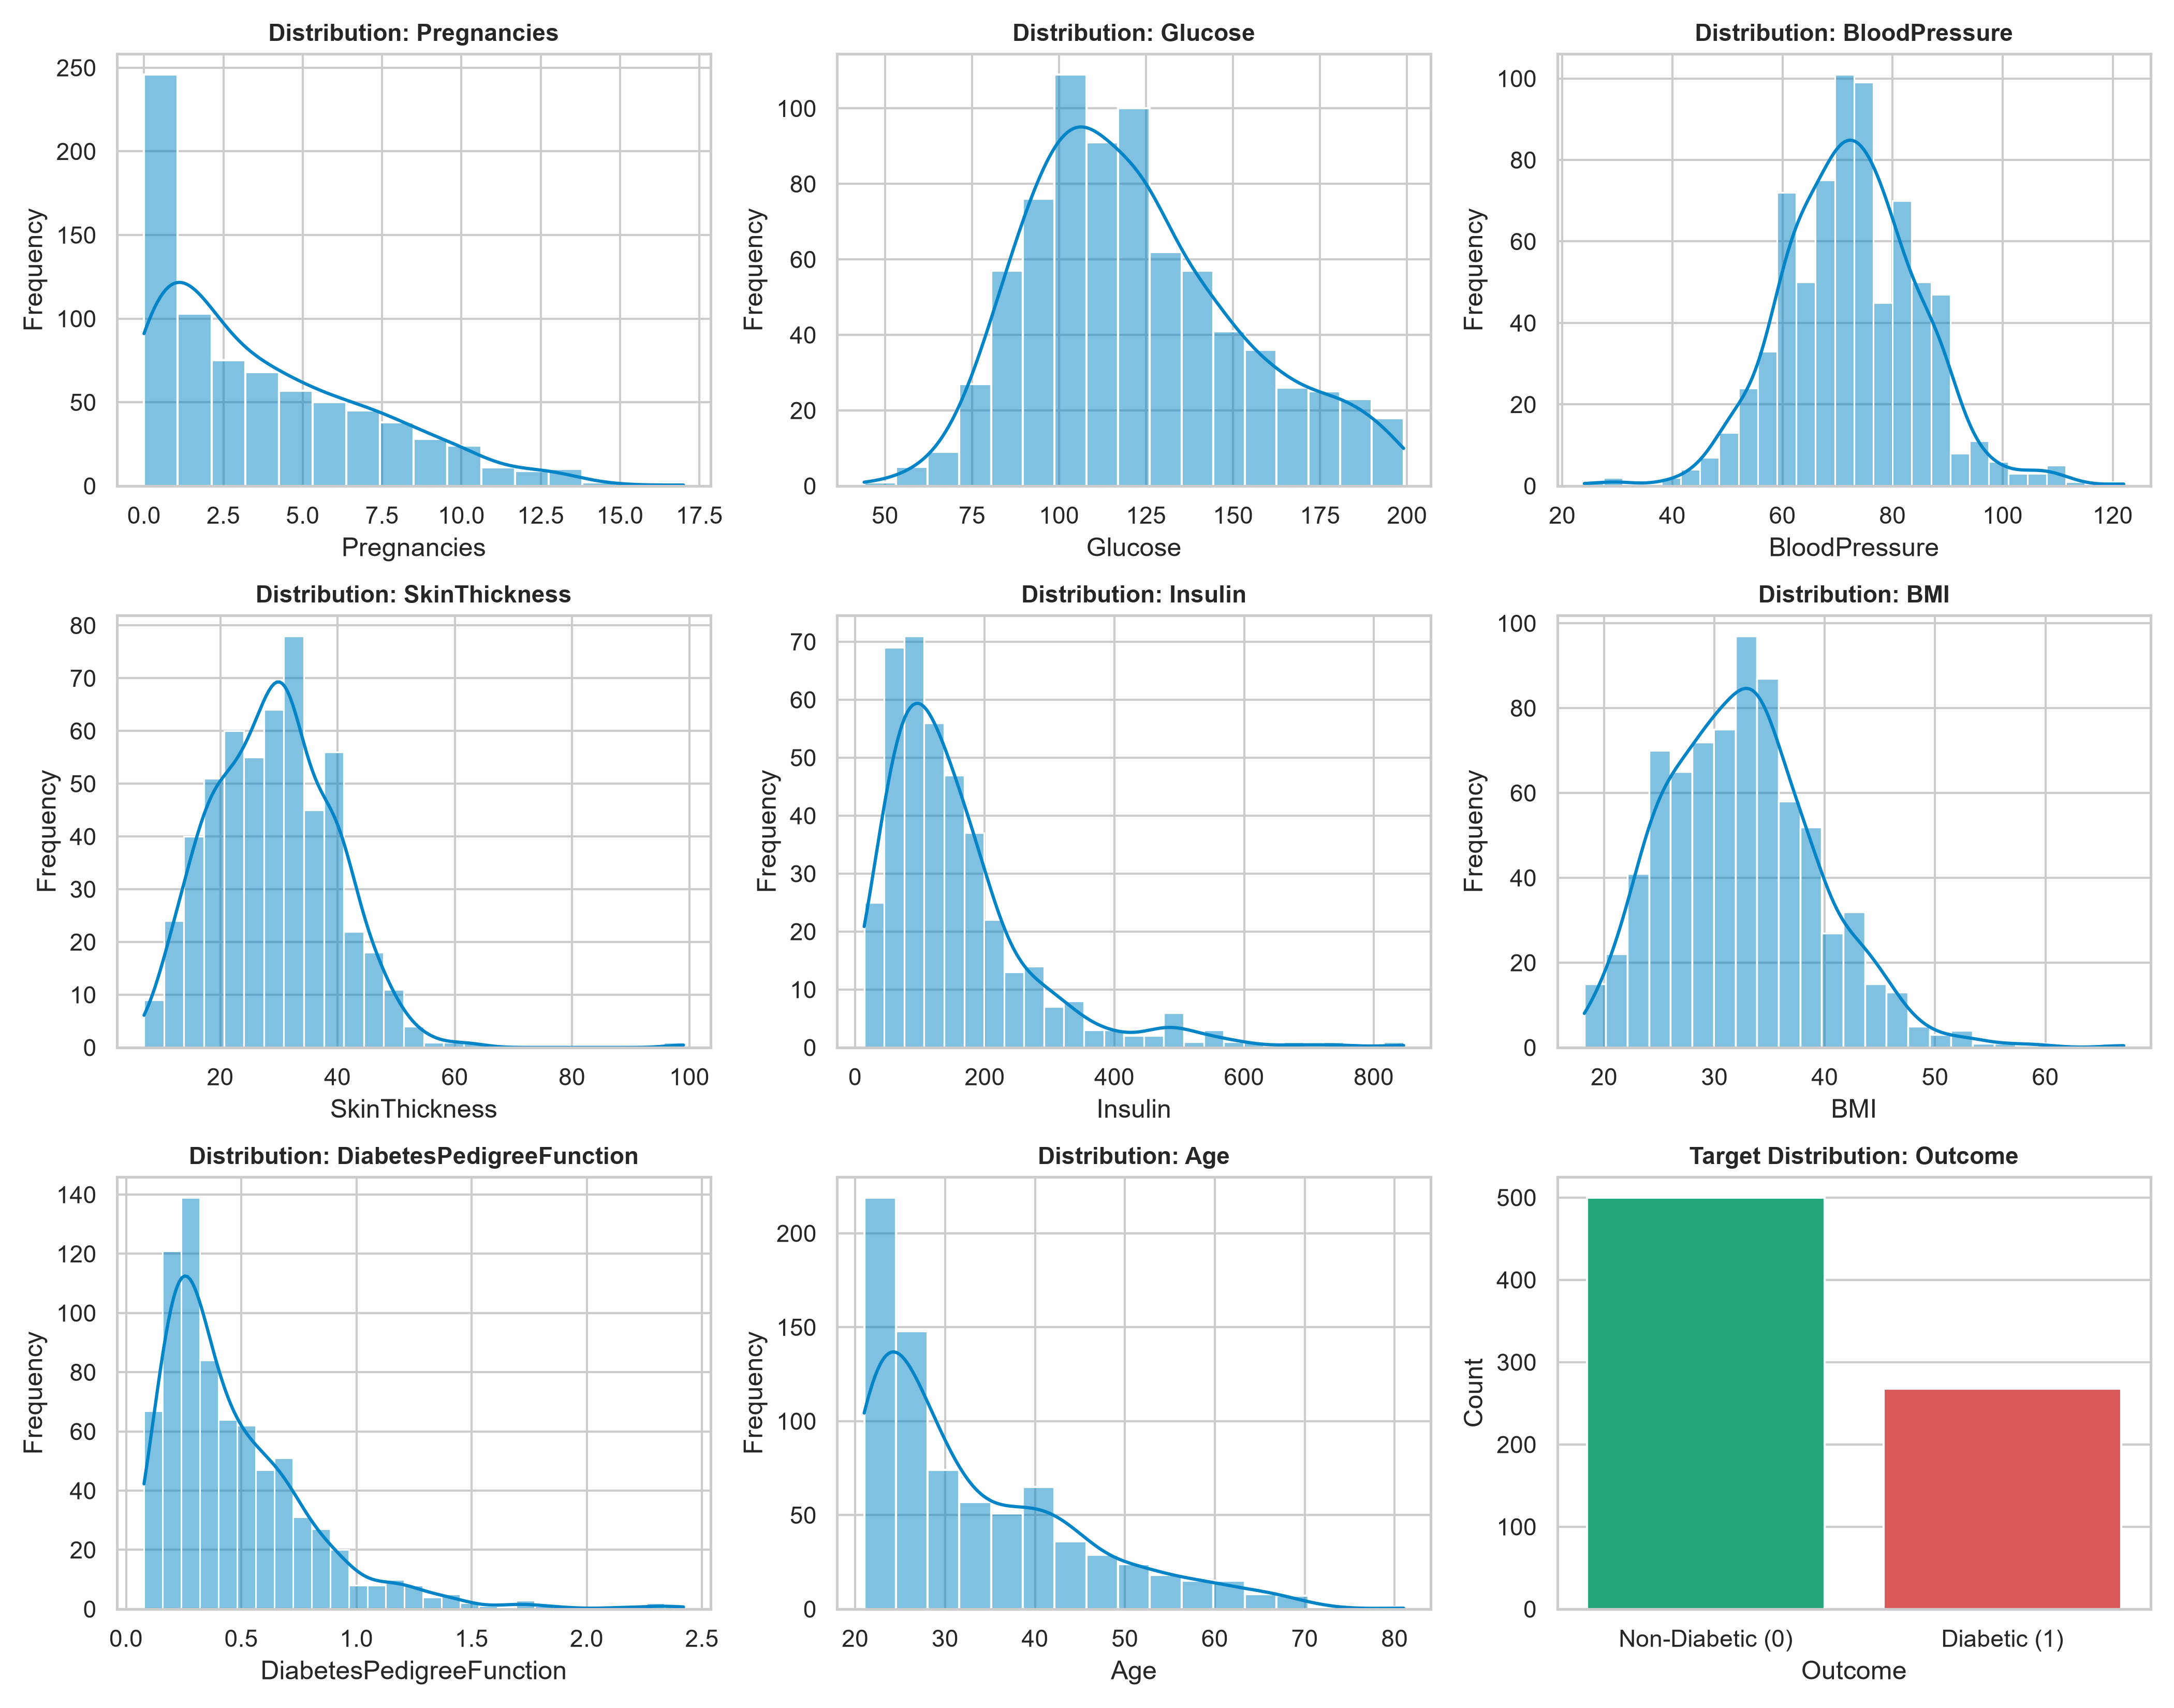 Distribution: Pregnancies
250
200
150
100
50
0
Frequency
0.0 2.5 5.0 7.5 10.0 12.5 15.0 17.5
Pregnancies
Distribution: Glucose
100
80
60
40
20
0
Frequency
50 75 100 125 150 175 200
Glucose
Distribution: BloodPressure
100
80
60
40
20
0
Frequency
20 40 60 80 100 120
BloodPressure
Distribution: SkinThickness
80
70
60
50
40
30
20
10
0
Frequency
20 40 60 80 100
SkinThickness
Distribution: Insulin
70
60
50
40
30
20
10
0
Frequency
0 200 400 600 800
Insulin
Distribution: BMI
100
80
60
40
20
0
Frequency
20 30 40 50 60
BMI
Distribution: DiabetesPedigreeFunction
140
120
100
80
60
40
20
0
Frequency
0.0 0.5 1.0 1.5 2.0 2.5
DiabetesPedigreeFunction
Distribution: Age
200
150
100
50
0
Frequency
20 30 40 50 60 70 80
Age
Target Distribution: Outcome
500
400
300
200
100
0
Count
Non-Diabetic (0) Diabetic (1)
Outcome